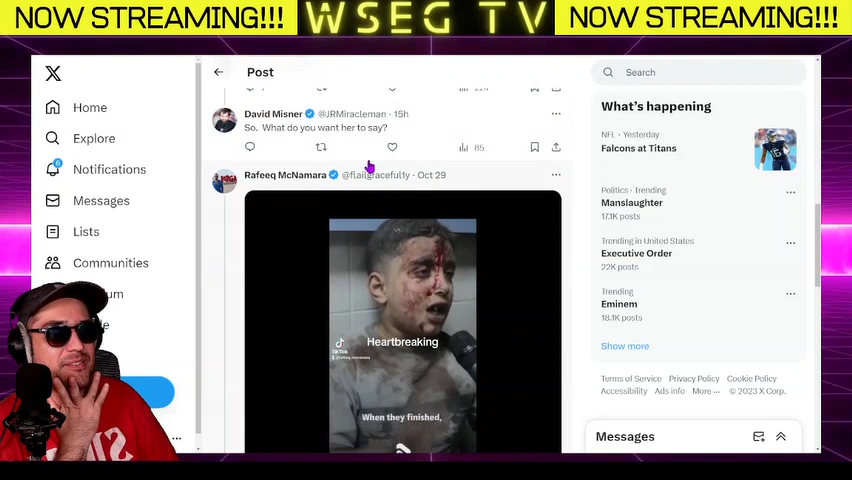 NOW STREAMING!!!
WSEG TV
NOW STREAMING!!!
Post
Search
Home
Explore
6
Notifications
Messages
Lists
Communities
What's happening
NFL · Yesterday
Falcons at Titans
Politics · Trending
Manslaughter
17.1K posts
Trending in United States
Executive Order
22K posts
Trending
Eminem
18.1K posts
Show more
Terms of Service Privacy Policy Cookie Policy
Accessibility Ads info More ··· © 2023 X Corp.
Messages
David Misner @JRMiracleman · 15h
So. What do you want her to say?
85
Rafeeq McNamara @flailgracefully · Oct 29
Heartbreaking
TikTok
When they finished,